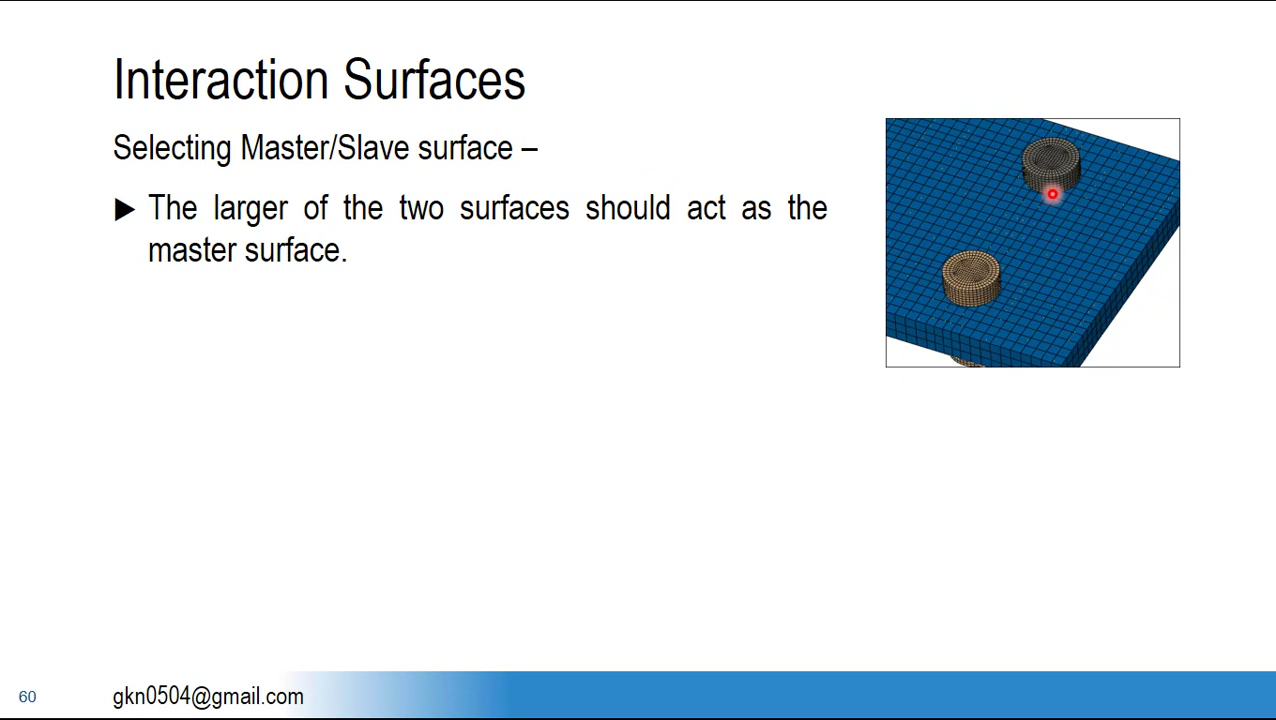 Interaction Surfaces
Selecting Master/Slave surface –
▶ The larger of the two surfaces should act as the
master surface.
60
gkn0504@gmail.com